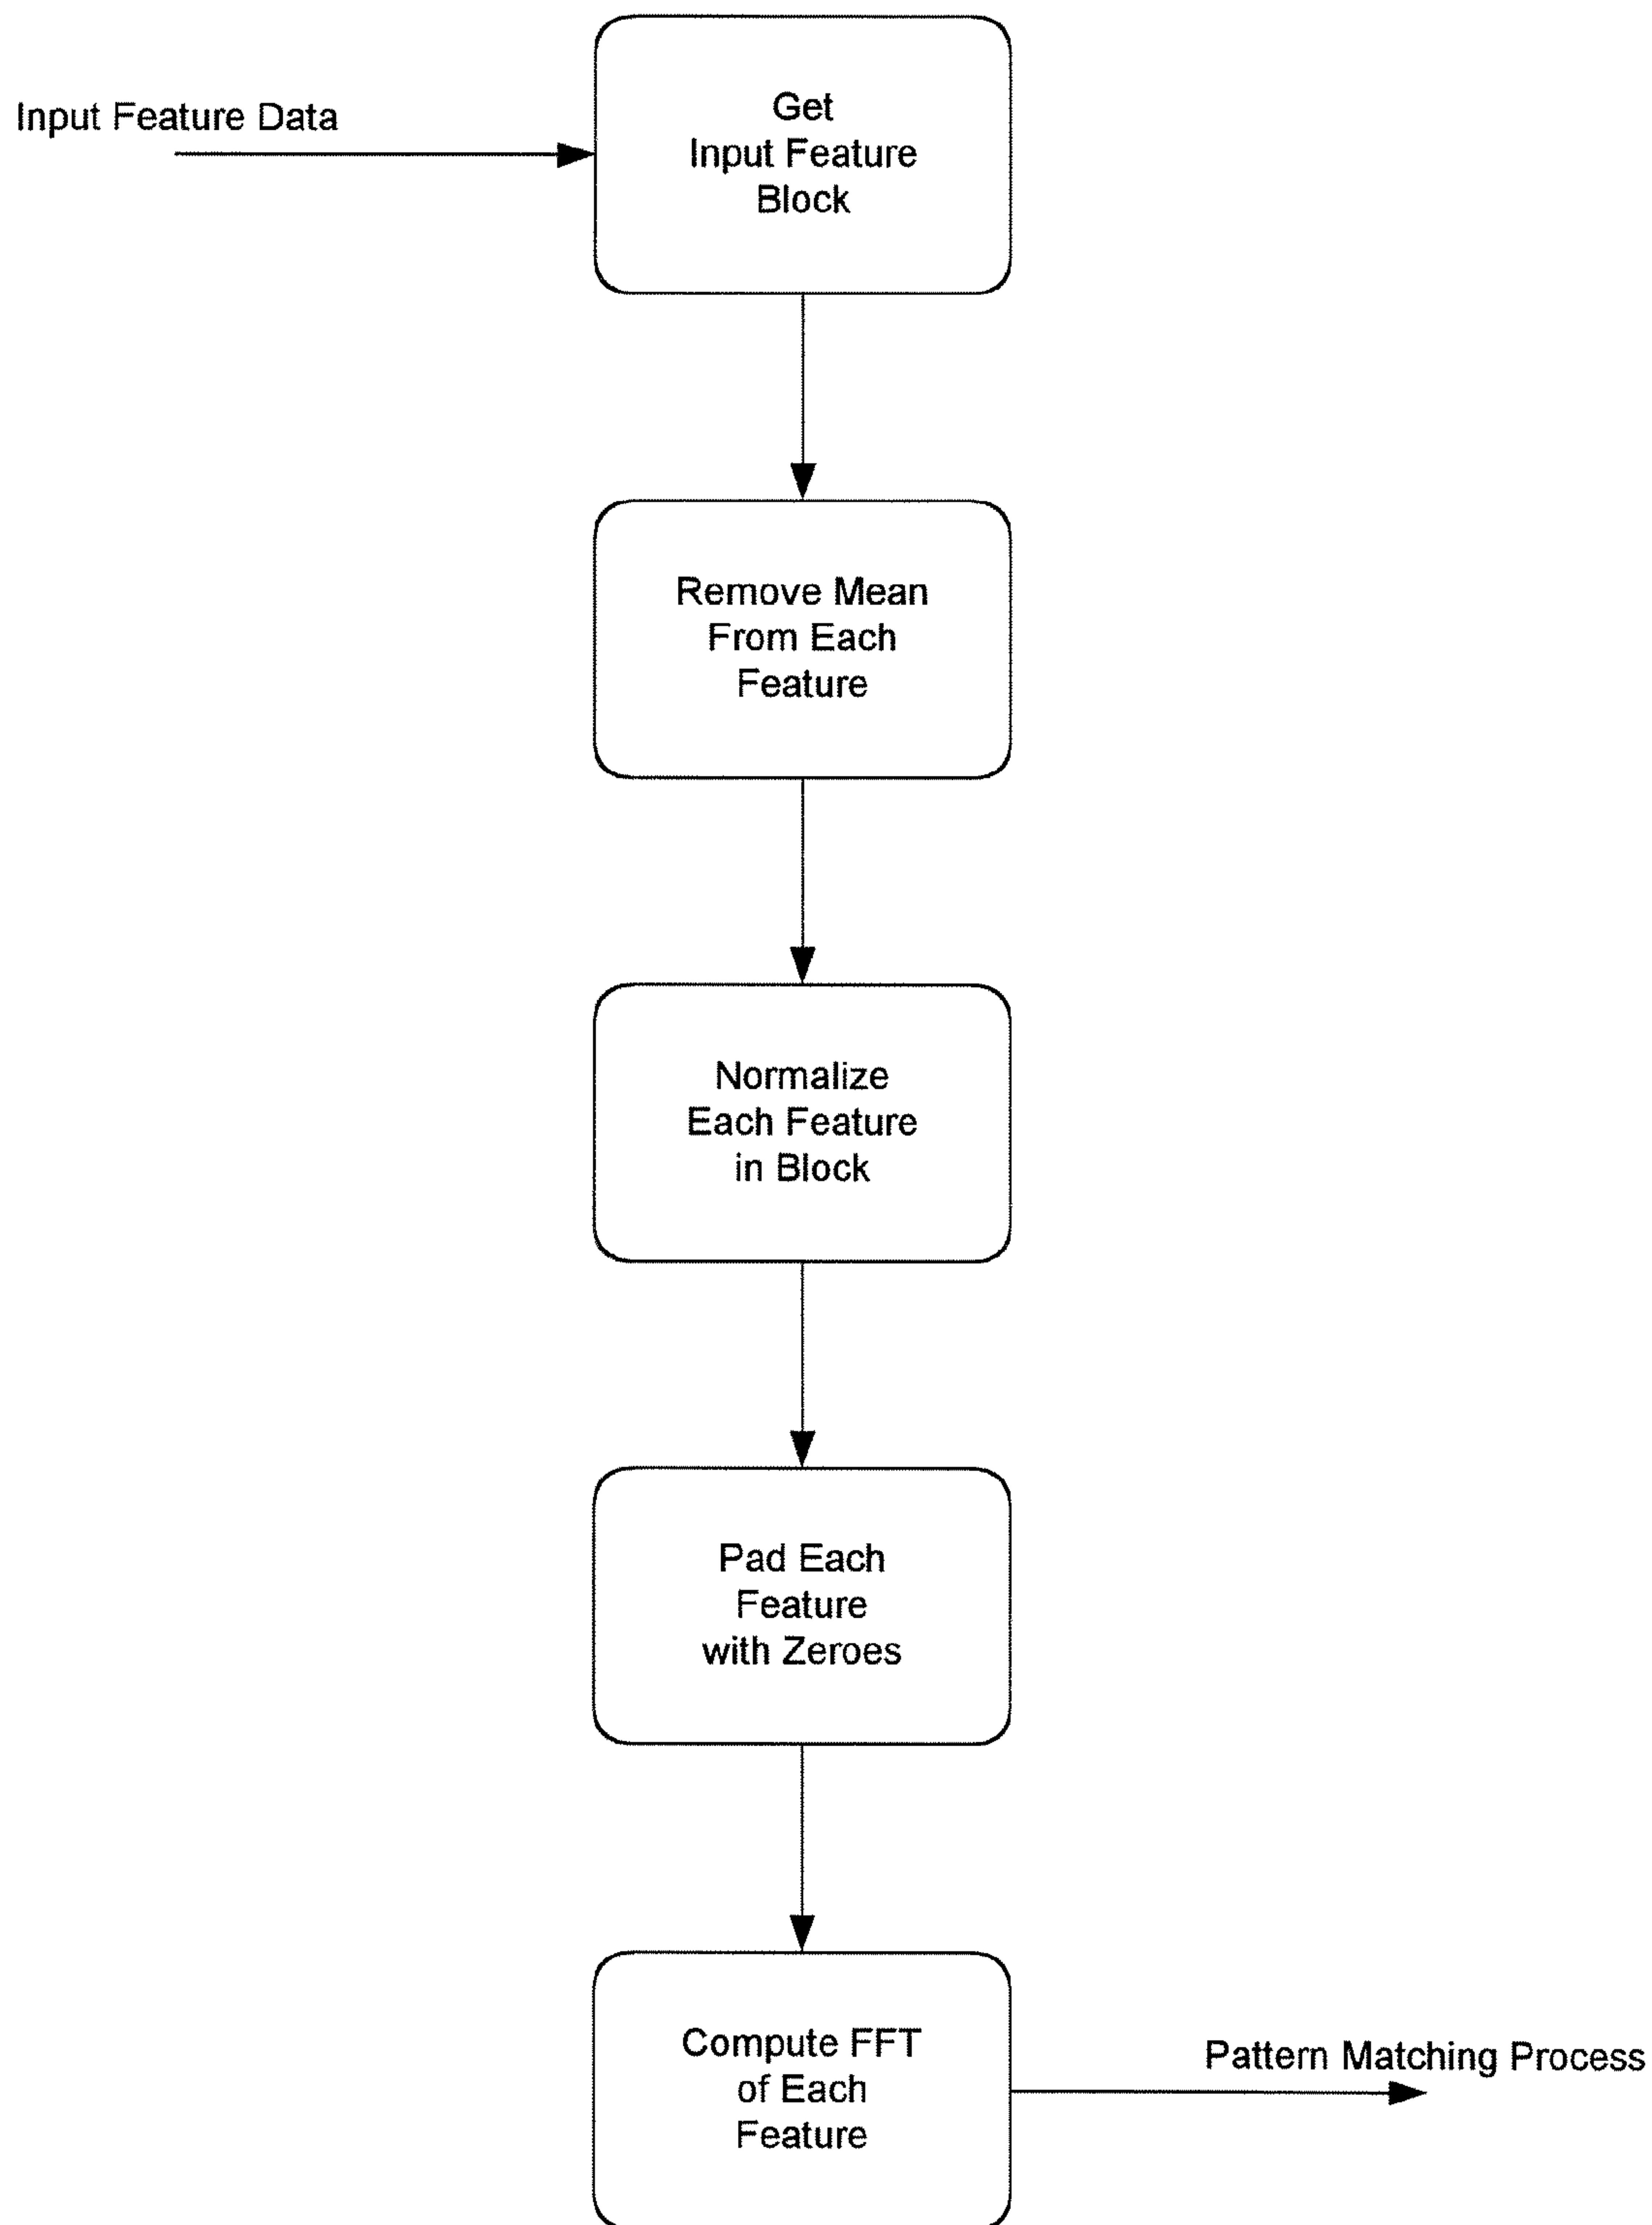 Input Feature Data
Get
Input Feature
Block
Remove Mean
From Each
Feature
Normalize
Each Feature
in Block
Pad Each
Feature
with Zeroes
Compute FFT
of Each
Feature
Pattern Matching Process